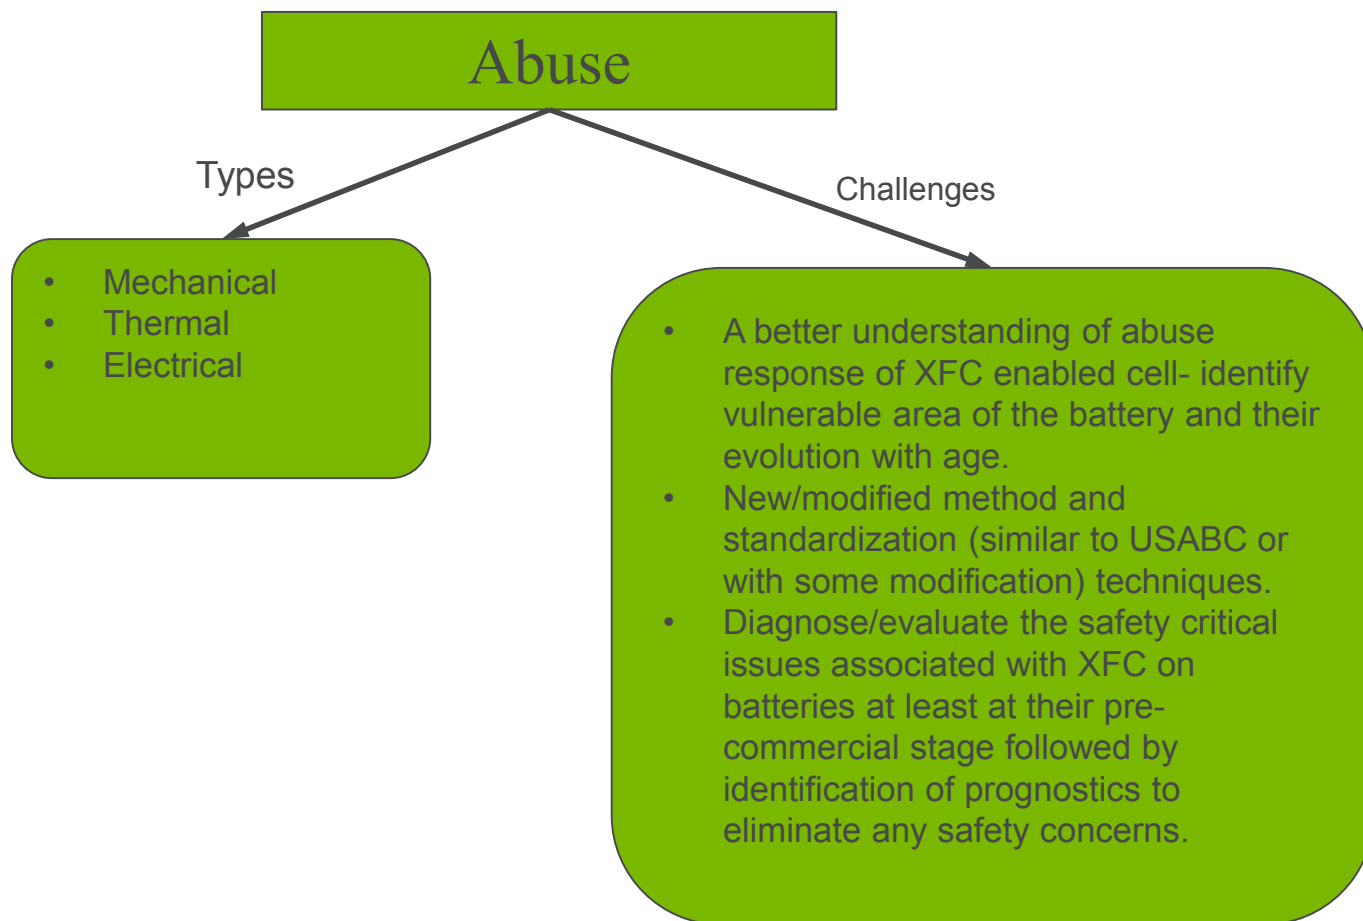 Abuse
Types
Challenges
• Mechanical
• Thermal
• Electrical
• A better understanding of abuse
response of XFC enabled cell- identify
vulnerable area of the battery and their
evolution with age.
• New/modified method and
standardization (similar to USABC or
with some modification) techniques.
• Diagnose/evaluate the safety critical
issues associated with XFC on
batteries at least at their pre-
commercial stage followed by
identification of prognostics to
eliminate any safety concerns.